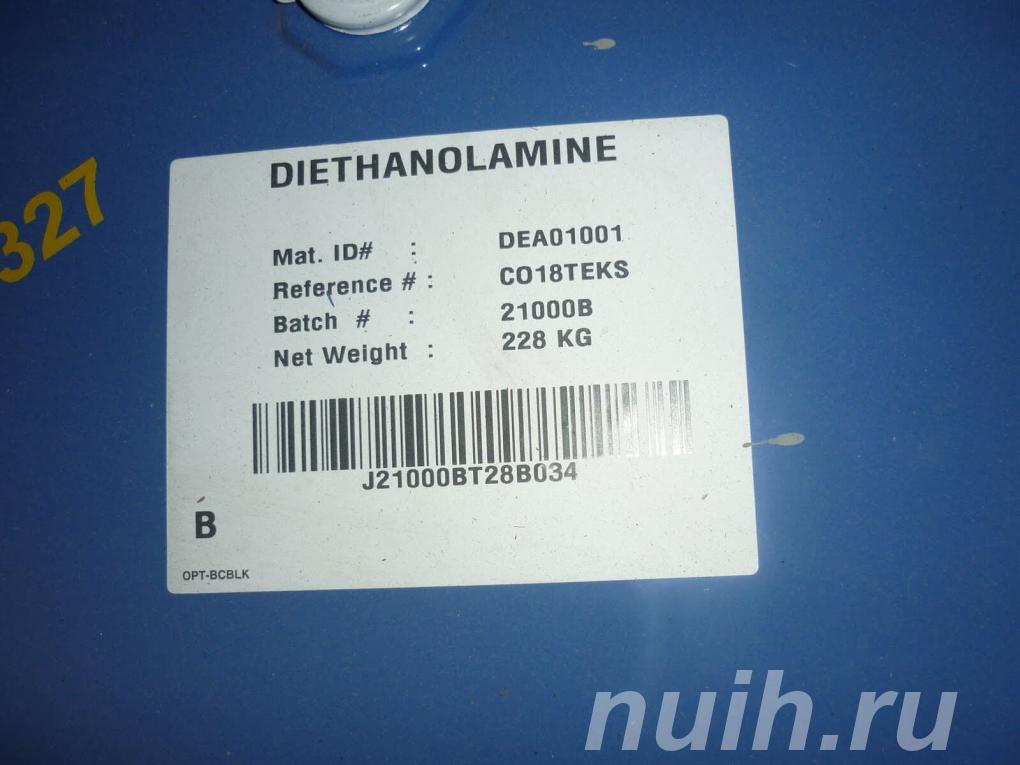 DIETHANOLAMINE
327
Mat. ID# : DEA01001
Reference # : CO18TEKS
Batch # : 21000B
Net Weight : 228 KG
J21000BT28B034
B
OPT-BCBLK
nuih.ru